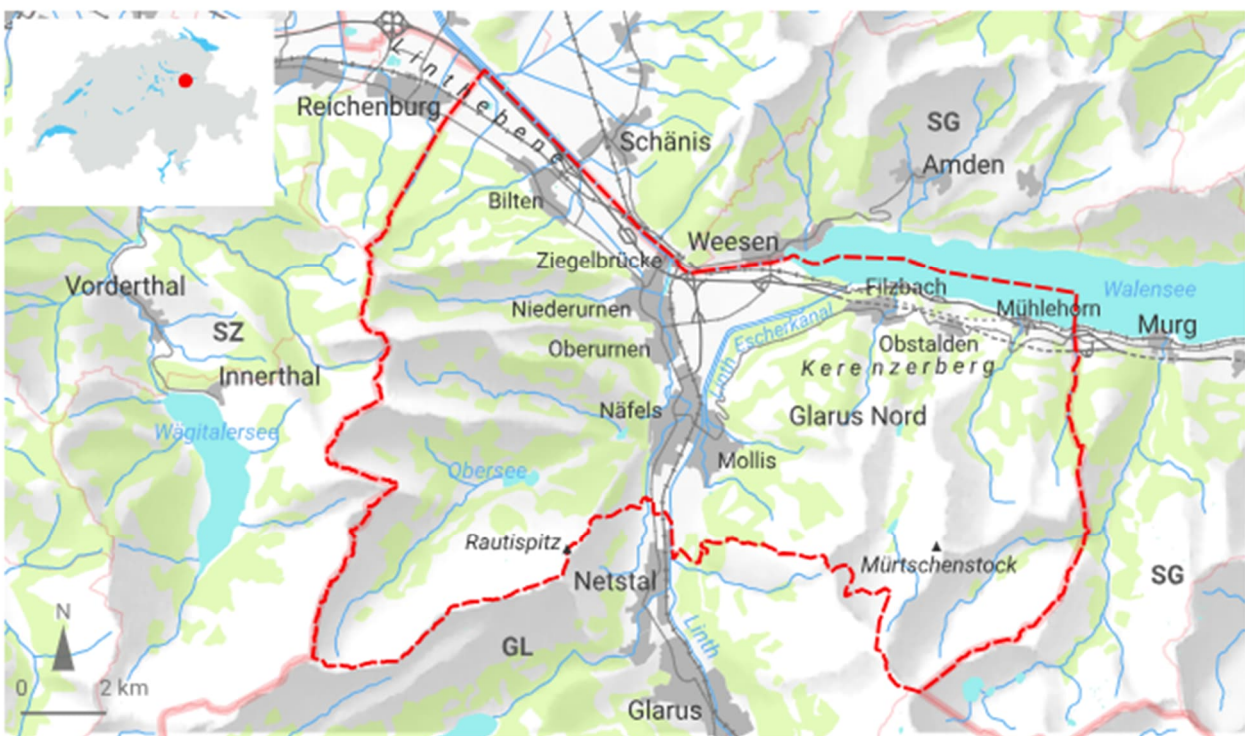 Linthebene
Reichenburg
Schänis
SG
Amden
Bilten
Weesen
Ziegelbrücke
Vorderthal
Filzbach
Walensee
Niederurnen
Mühlehorn
Murg
Linth Escherkanal
SZ
Oberurnen
Obstalden
Kerenzerberg
Innerthal
Näfels
Glarus Nord
Wägitalersee
Mollis
Obersee
Rautispitz
Mürtschenstock
Netstal
SG
N
Linth
GL
0 2 km
Glarus